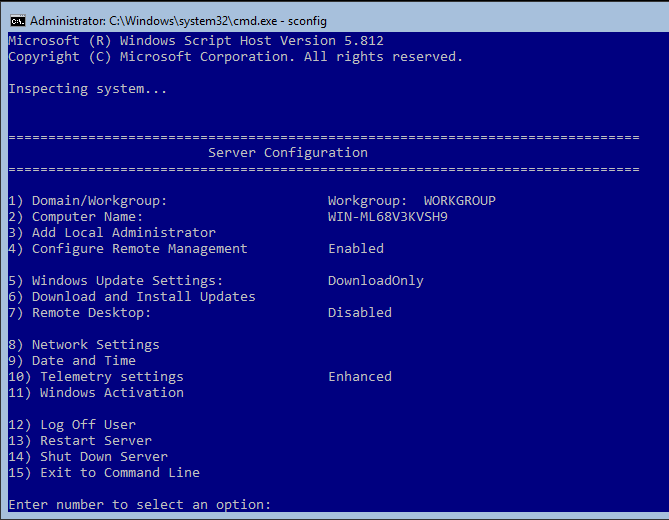 Administrator: C:\Windows\system32\cmd.exe - sconfig
Microsoft (R) Windows Script Host Version 5.812
Copyright (C) Microsoft Corporation. All rights reserved.
Inspecting system...
===============================================================================
Server Configuration
===============================================================================
1) Domain/Workgroup: Workgroup: WORKGROUP
2) Computer Name: WIN-ML68V3KVSH9
3) Add Local Administrator
4) Configure Remote Management Enabled
5) Windows Update Settings: DownloadOnly
6) Download and Install Updates
7) Remote Desktop: Disabled
8) Network Settings
9) Date and Time
10) Telemetry settings Enhanced
11) Windows Activation
12) Log Off User
13) Restart Server
14) Shut Down Server
15) Exit to Command Line
Enter number to select an option: